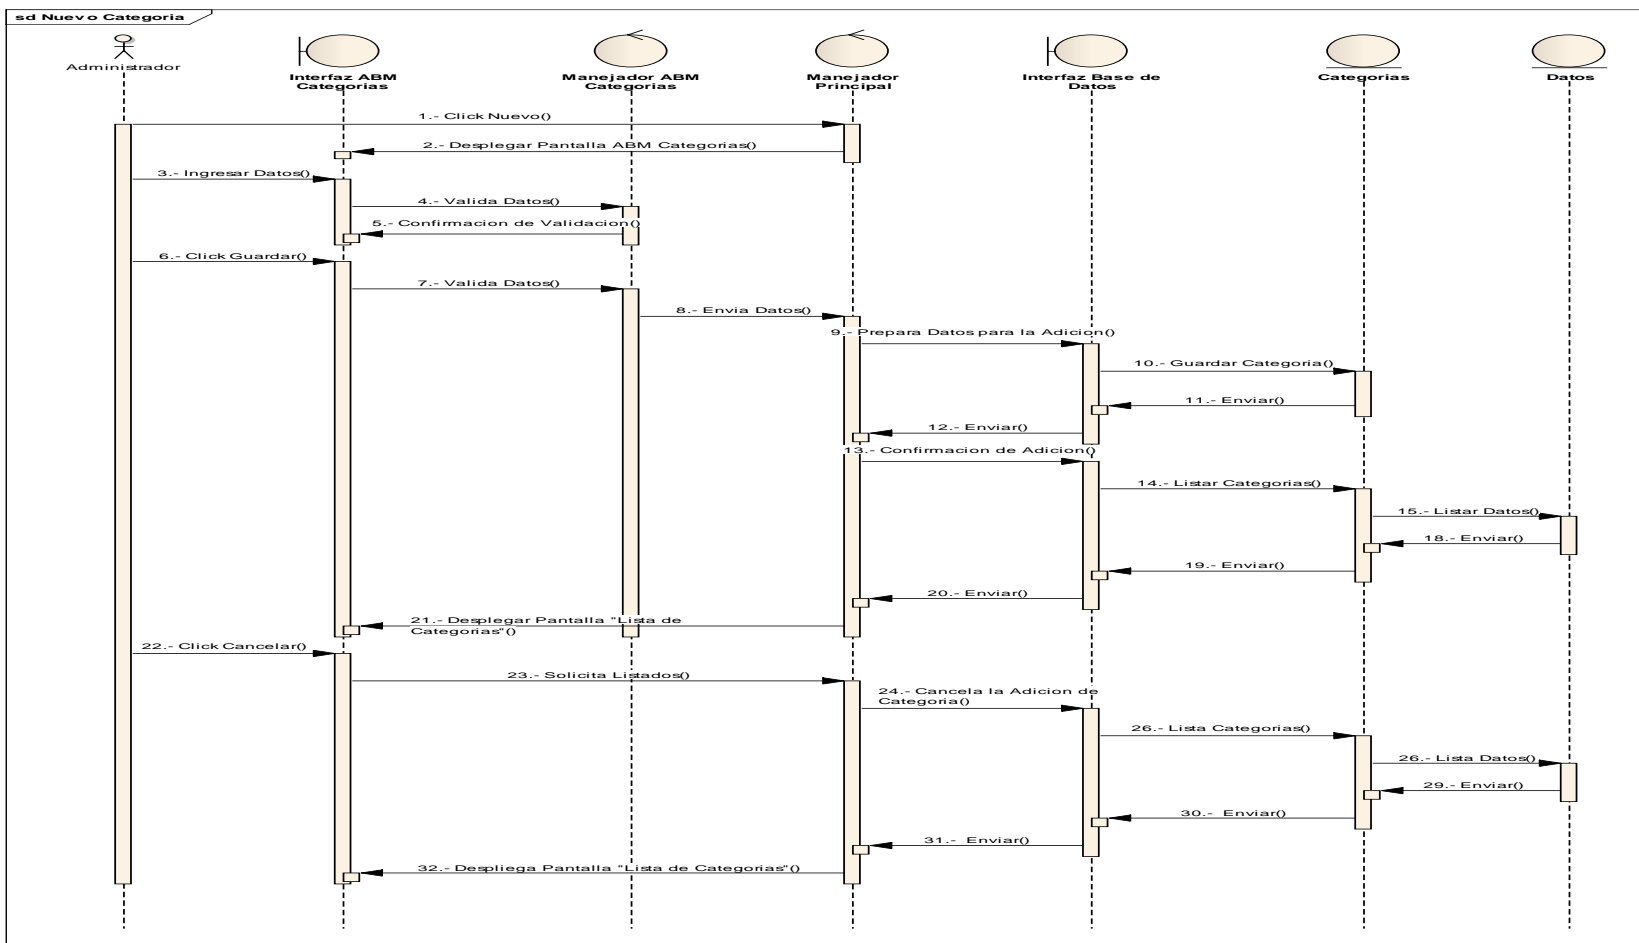 sd Nuevo Categoria
Administrador
Interfaz ABM
Categorias
Manejador ABM
Categorias
Manejador
Principal
Interfaz Base de
Datos
Categorias
Datos
1.- Click Nuevo()
2.- Desplegar Pantalla ABM Categorias()
3.- Ingresar Datos()
4.- Valida Datos()
5.- Confirmacion de Validacion()
6.- Click Guardar()
7.- Valida Datos()
8.- Envia Datos()
9.- Prepara Datos para la Adicion()
10.- Guardar Categoria()
11.- Enviar()
12.- Enviar()
13.- Confirmacion de Adicion()
14.- Listar Categorias()
15.- Listar Datos()
18.- Enviar()
19.- Enviar()
20.- Enviar()
21.- Desplegar Pantalla "Lista de
Categorias"()
22.- Click Cancelar()
23.- Solicita Listados()
24.- Cancela la Adicion de
Categoria()
26.- Lista Categorias()
26.- Lista Datos()
29.- Enviar()
30.- Enviar()
31.- Enviar()
32.- Despliega Pantalla "Lista de Categorias"()